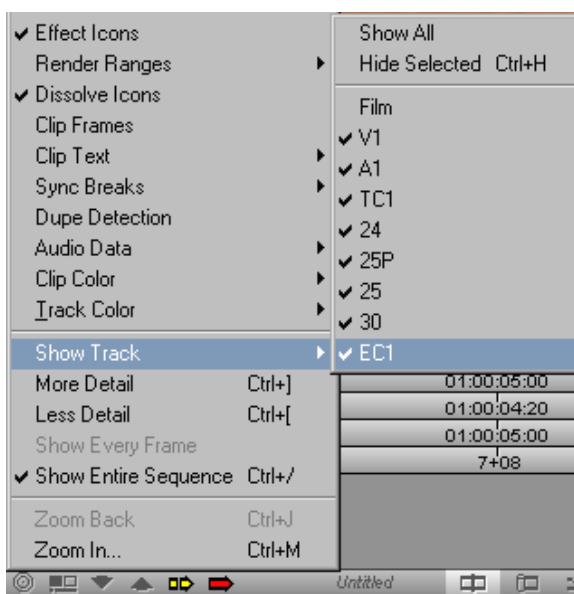 Effect Icons
Render Ranges
Dissolve Icons
Clip Frames
Clip Text
Sync Breaks
Dupe Detection
Audio Data
Clip Color
Track Color
Show Track
More Detail Ctrl+]
Less Detail Ctrl+[
Show Every Frame
Show Entire Sequence Ctrl+/
Zoom Back Ctrl+J
Zoom In... Ctrl+M
Show All
Hide Selected Ctrl+H
Film
V1
A1
TC1
24
25P
25
30
EC1
01:00:05:00
01:00:04:20
01:00:05:00
7+08
Untitled